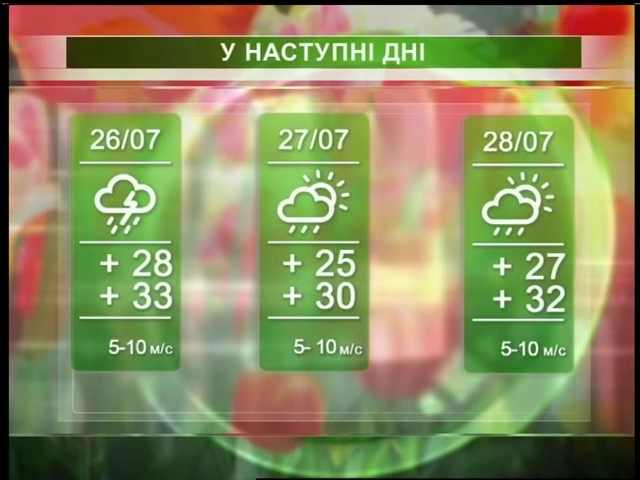 У НАСТУПНІ ДНІ
26/07
+ 28
+ 33
5-10 м/с
27/07
+ 25
+ 30
5- 10 м/с
28/07
+ 27
+ 32
5-10 м/с